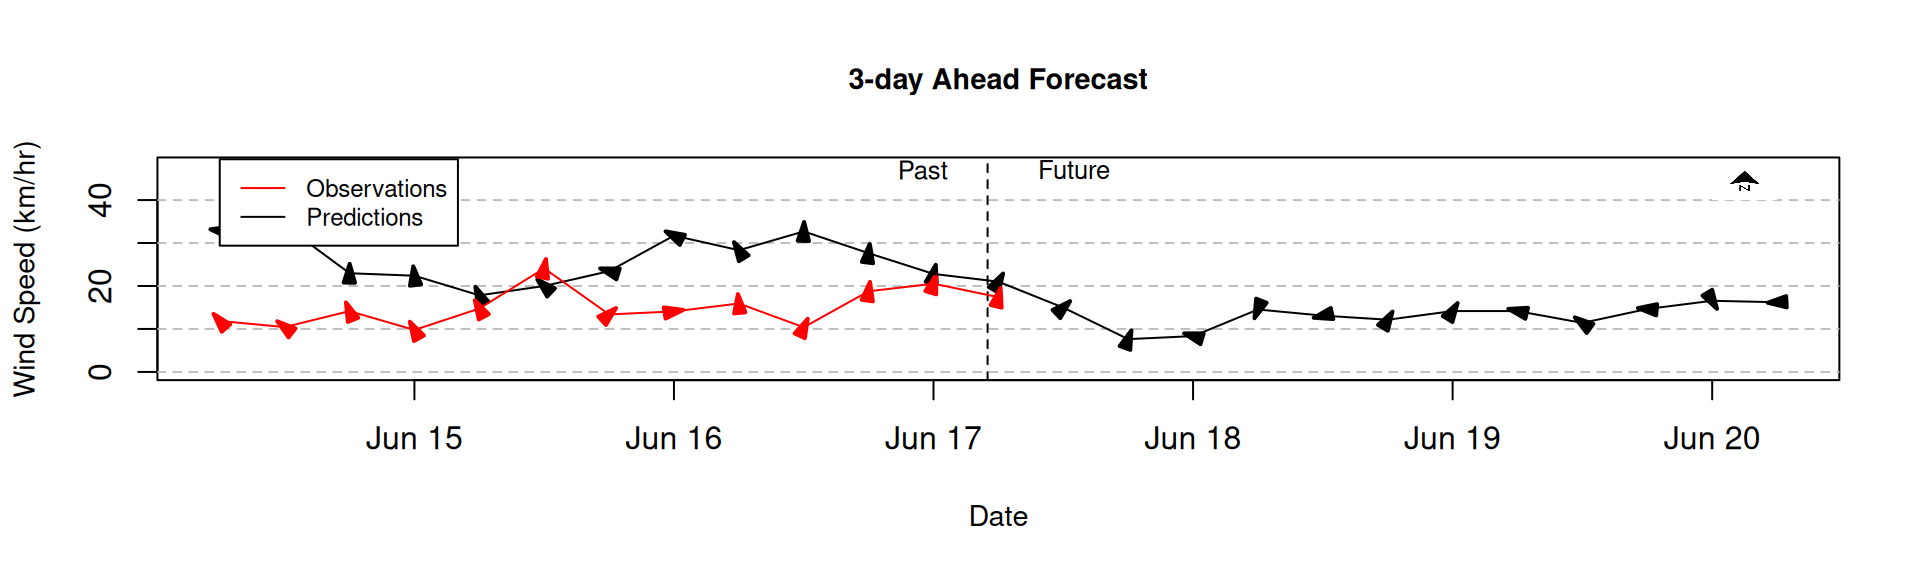 3-day Ahead Forecast
Wind Speed (km/hr)
Past
Future
Observations
Predictions
N
40
20
0
Jun 15
Jun 16
Jun 17
Jun 18
Jun 19
Jun 20
Date